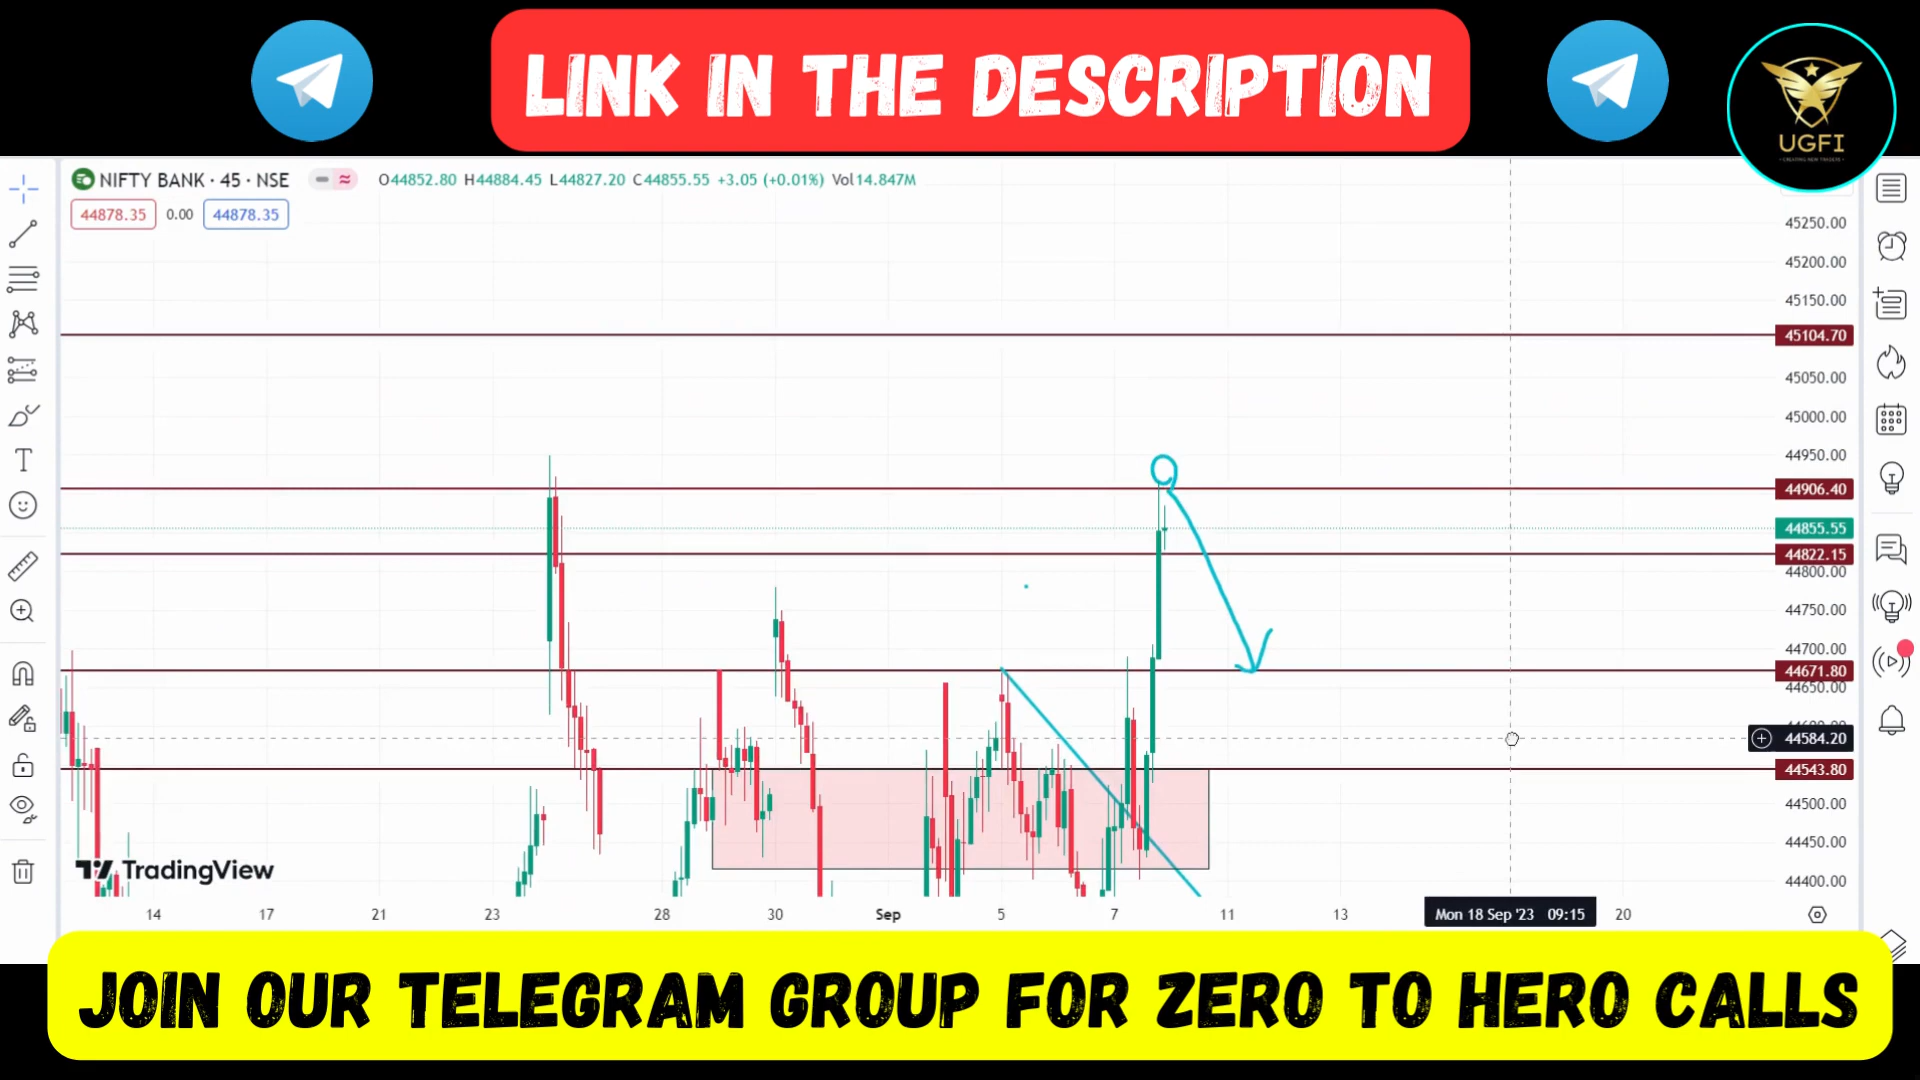 LINK IN THE DESCRIPTION
UGFI
NIFTY BANK · 45 · NSE
O44852.80 H44884.45 L44827.20 C44855.55 +3.05 (+0.01%) Vol14.847M
44878.35 0.00 44878.35
45250.00
45200.00
45150.00
45104.70
45050.00
45000.00
44950.00
44906.40
44855.55
44822.15
44800.00
44750.00
44700.00
44671.80
44650.00
44584.20
44543.80
44500.00
44450.00
44400.00
TradingView
14 17 21 23 28 30 Sep 5 7 11 13 Mon 18 Sep '23 09:15 20
JOIN OUR TELEGRAM GROUP FOR ZERO TO HERO CALLS